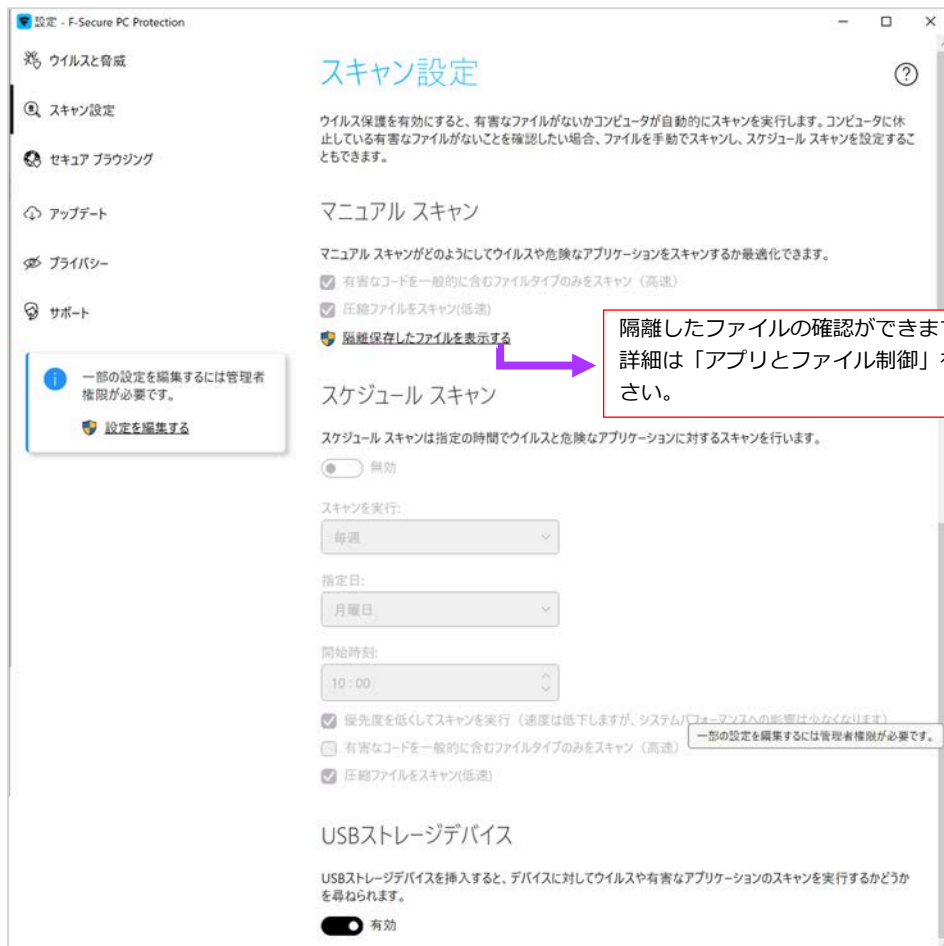 設定 - F-Secure PC Protection
ウイルスと脅威
スキャン設定
セキュア ブラウジング
アップデート
プライバシー
サポート
一部の設定を編集するには管理者
権限が必要です。
設定を編集する
スキャン設定
ウイルス保護を有効にすると、有害なファイルがないかコンピュータが自動的にスキャンを実行します。コンピュータに休
止している有害なファイルがないことを確認したい場合、ファイルを手動でスキャンし、スケジュール スキャンを設定するこ
ともできます。
マニュアル スキャン
マニュアル スキャンがどのようにしてウイルスや危険なアプリケーションをスキャンするか最適化できます。
有害なコードを一般的に含むファイルタイプのみをスキャン（高速）
圧縮ファイルをスキャン(低速)
隔離保存したファイルを表示する
隔離したファイルの確認ができます
詳細は「アプリとファイル制御」を
さい。
スケジュール スキャン
スケジュール スキャンは指定の時間でウイルスと危険なアプリケーションに対するスキャンを行います。
無効
スキャンを実行:
毎週
指定日:
月曜日
開始時刻:
10 : 00
優先度を低くしてスキャンを実行（速度は低下しますが、システムパフォーマンスへの影響は少なくなります）
一部の設定を編集するには管理者権限が必要です。
有害なコードを一般的に含むファイルタイプのみをスキャン（高速）
圧縮ファイルをスキャン(低速)
USBストレージデバイス
USBストレージデバイスを挿入すると、デバイスに対してウイルスや有害なアプリケーションのスキャンを実行するかどうか
を尋ねられます。
有効